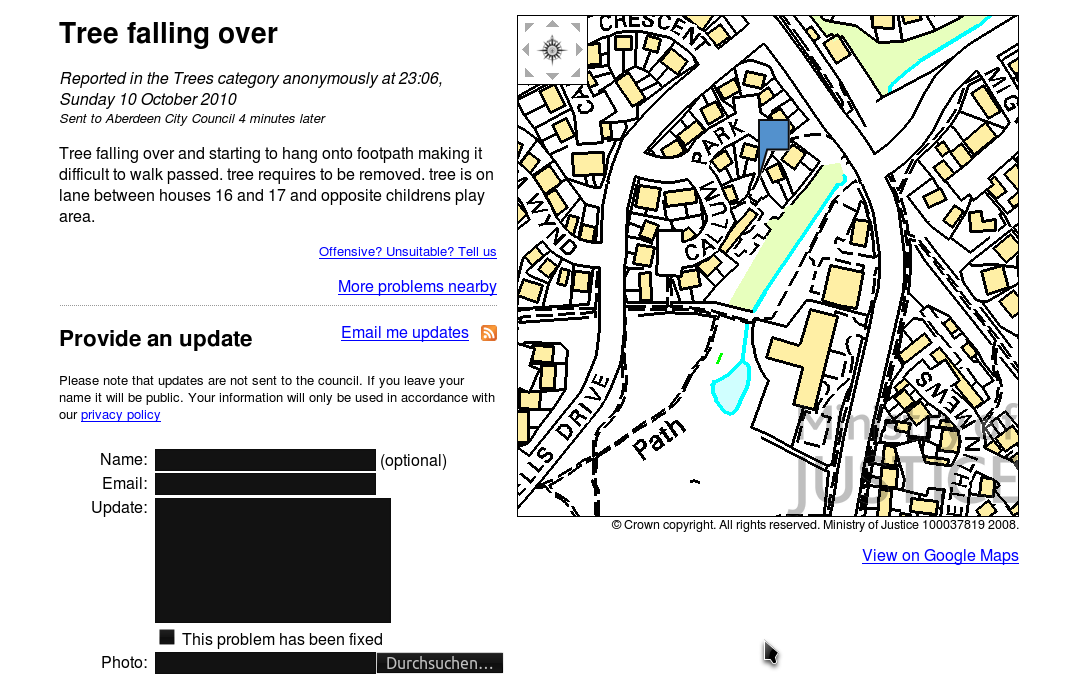 Tree falling over
Reported in the Trees category anonymously at 23:06,
Sunday 10 October 2010
Sent to Aberdeen City Council 4 minutes later
Tree falling over and starting to hang onto footpath making it
difficult to walk passed. tree requires to be removed. tree is on
lane between houses 16 and 17 and opposite childrens play
area.
Offensive? Unsuitable? Tell us
More problems nearby
Provide an update
Email me updates
Please note that updates are not sent to the council. If you leave your
name it will be public. Your information will only be used in accordance with
our privacy policy
Name:
(optional)
Email:
Update:
This problem has been fixed
Photo:
Durchsuchen...
CRESCENT
CA
PARK
CALLUM
WYND
MIG
ELLS DRIVE
Path
MEWS
Ministry of
JUSTICE
© Crown copyright. All rights reserved. Ministry of Justice 100037819 2008.
View on Google Maps